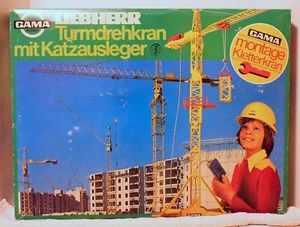 GAMA LIEBHERR
Turmdrehkran
mit Katzausleger
GAMA
montage
Kletterkran